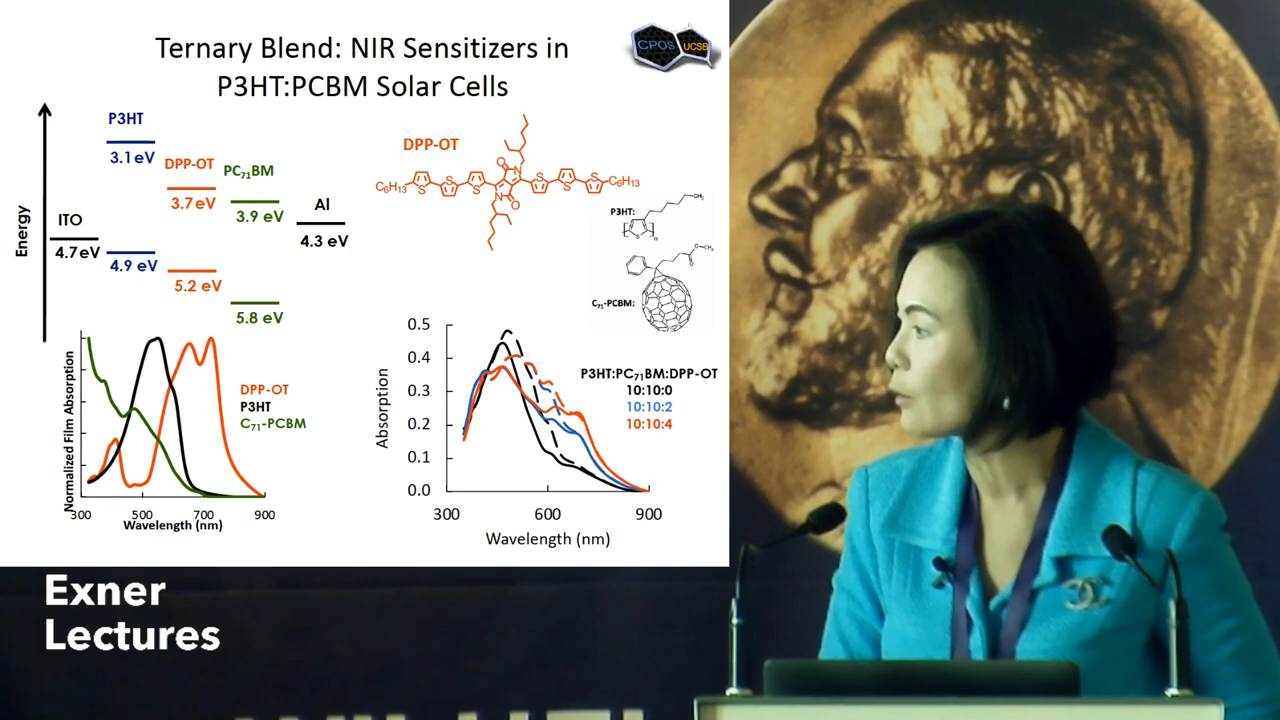 Ternary Blend: NIR Sensitizers in
P3HT:PCBM Solar Cells
CPOS UCSB
Energy
P3HT
3.1 eV
DPP-OT
3.7 eV
PC71BM
3.9 eV
Al
4.3 eV
ITO
4.7 eV
4.9 eV
5.2 eV
5.8 eV
DPP-OT
C6H13
S
S
S
N
O
O
N
S
S
S
C6H13
P3HT:
CH3
S
n
O
O
CH3
C71-PCBM:
Normalized Film Absorption
DPP-OT
P3HT
C71-PCBM
300 500 700 900
Wavelength (nm)
Absorption
0.5
0.4
0.3
0.2
0.1
0.0
P3HT:PC71BM:DPP-OT
10:10:0
10:10:2
10:10:4
300 600 900
Wavelength (nm)
Exner
Lectures